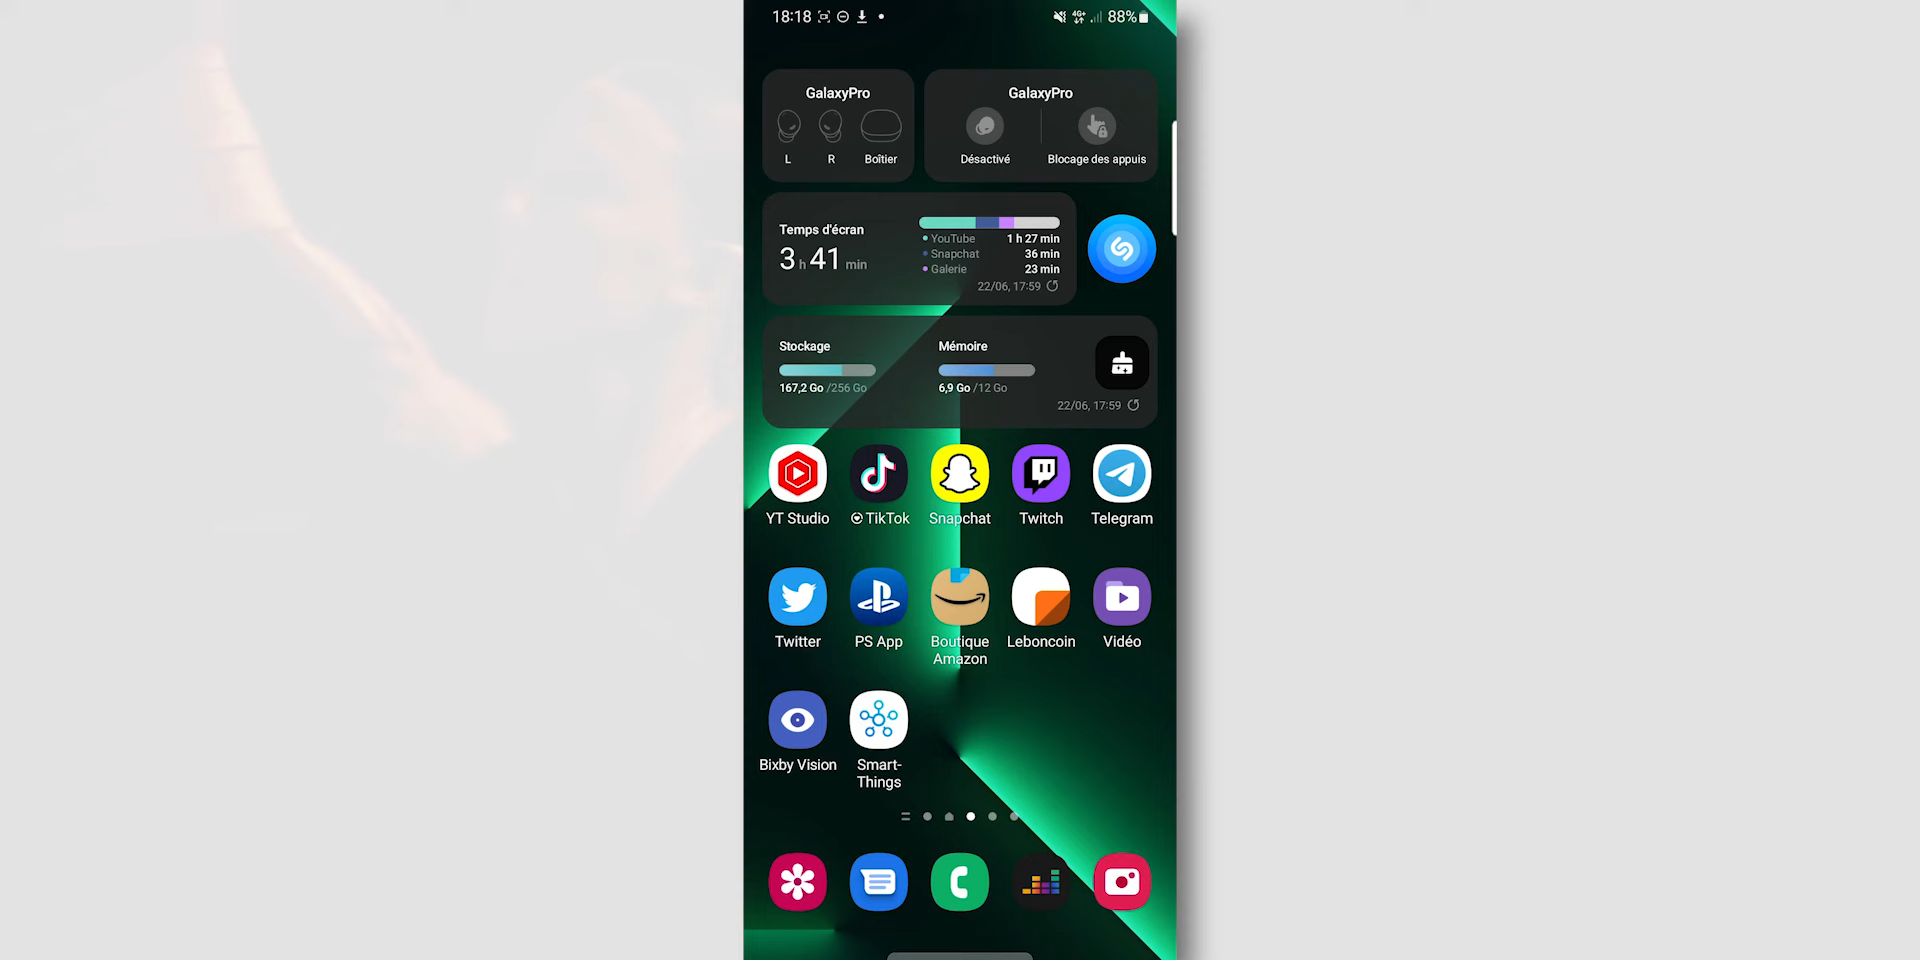 18:18
4G+ 88%
GalaxyPro
L R Boîtier
GalaxyPro
Désactivé Blocage des appuis
Temps d'écran
3 h 41 min
YouTube 1 h 27 min
Snapchat 36 min
Galerie 23 min
22/06, 17:59
Stockage
167,2 Go /256 Go
Mémoire
6,9 Go /12 Go
22/06, 17:59
YT Studio TikTok Snapchat Twitch Telegram
Twitter PS App Boutique Leboncoin Vidéo
Amazon
Bixby Vision Smart-
Things